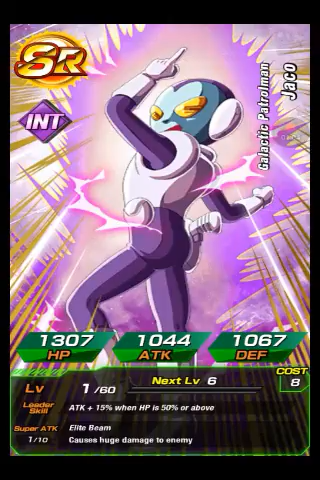 SR
INT
Galactic Patrolman
Jaco
1307 1044 1067
HP ATK DEF
COST
Lv 1/60 Next Lv 6 8
Leader Skill ATK + 15% when HP is 50% or above
Super ATK Elite Beam
1/10 Causes huge damage to enemy